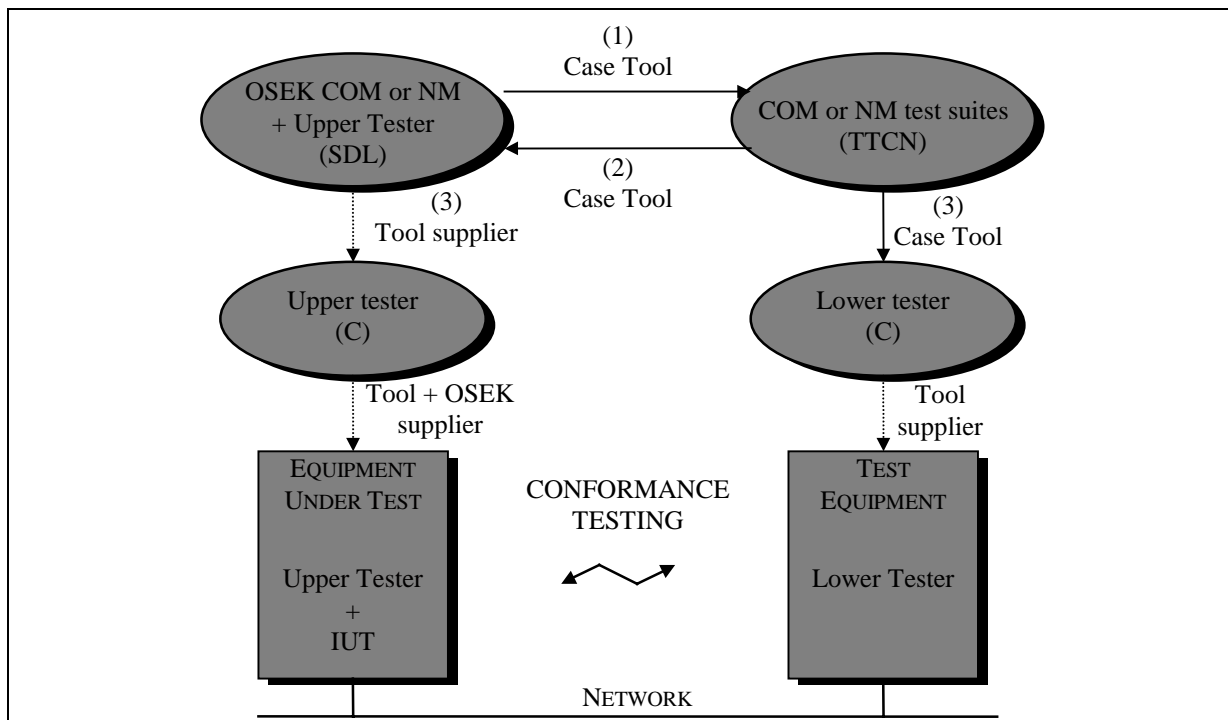 (1)
Case Tool
OSEK COM or NM
+ Upper Tester
(SDL)
COM or NM test suites
(TTCN)
(2)
Case Tool
(3)
Tool supplier
(3)
Case Tool
Upper tester
(C)
Lower tester
(C)
Tool + OSEK
supplier
Tool
supplier
EQUIPMENT
UNDER TEST
Upper Tester
+
IUT
CONFORMANCE
TESTING
TEST
EQUIPMENT
Lower Tester
NETWORK